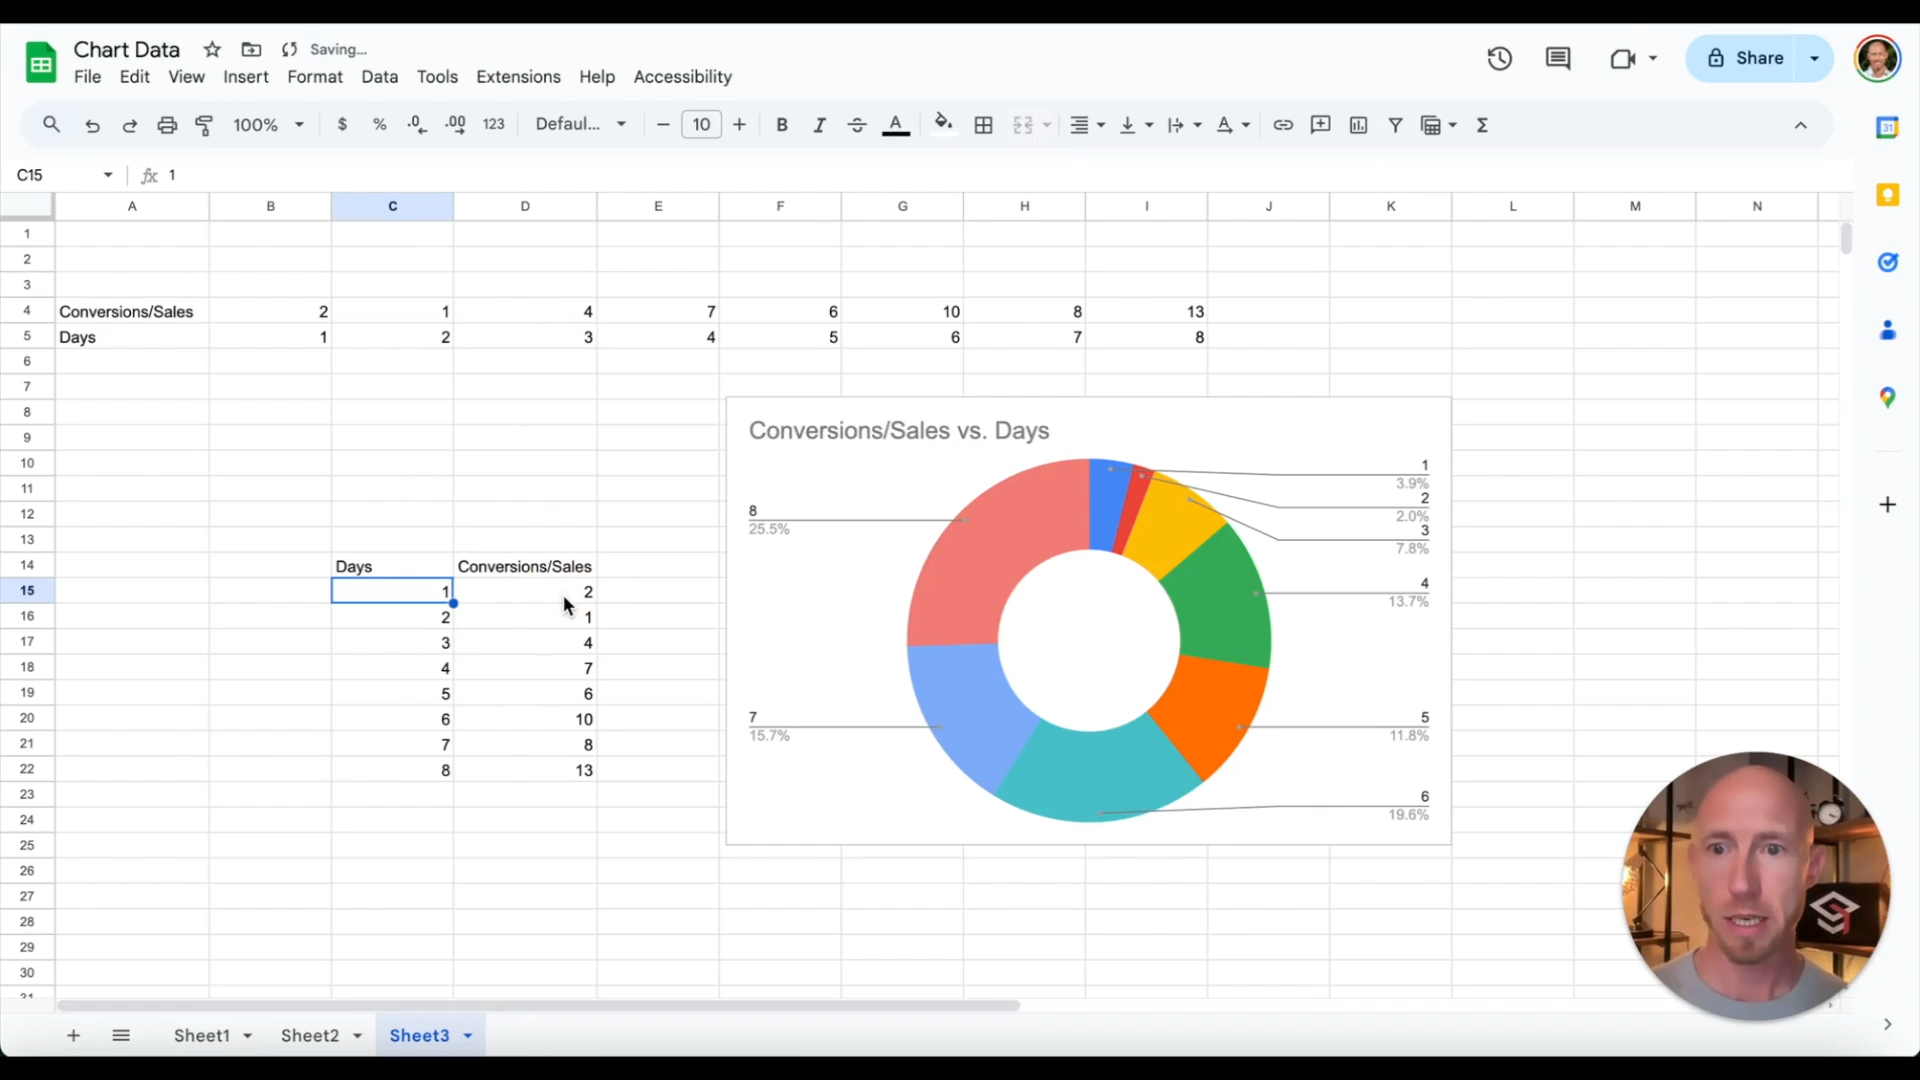 Chart Data Saving...
File Edit View Insert Format Data Tools Extensions Help Accessibility
Share
100% $ % .0 .00 123 Defaul... 10 B I A Σ
31
C15 fx 1
A B C D E F G H I J K L M N
1
2
3
4 Conversions/Sales 2 1 4 7 6 10 8 13
5 Days 1 2 3 4 5 6 7 8
6
7
8
9
10
11
12
13
14 Days Conversions/Sales
15 1 2
16 2 1
17 3 4
18 4 7
19 5 6
20 6 10
21 7 8
22 8 13
23
24
25
26
27
28
29
30
31
Conversions/Sales vs. Days
1
3.9%
2
2.0%
3
7.8%
4
13.7%
5
11.8%
6
19.6%
7
15.7%
8
25.5%
Sheet1 Sheet2 Sheet3